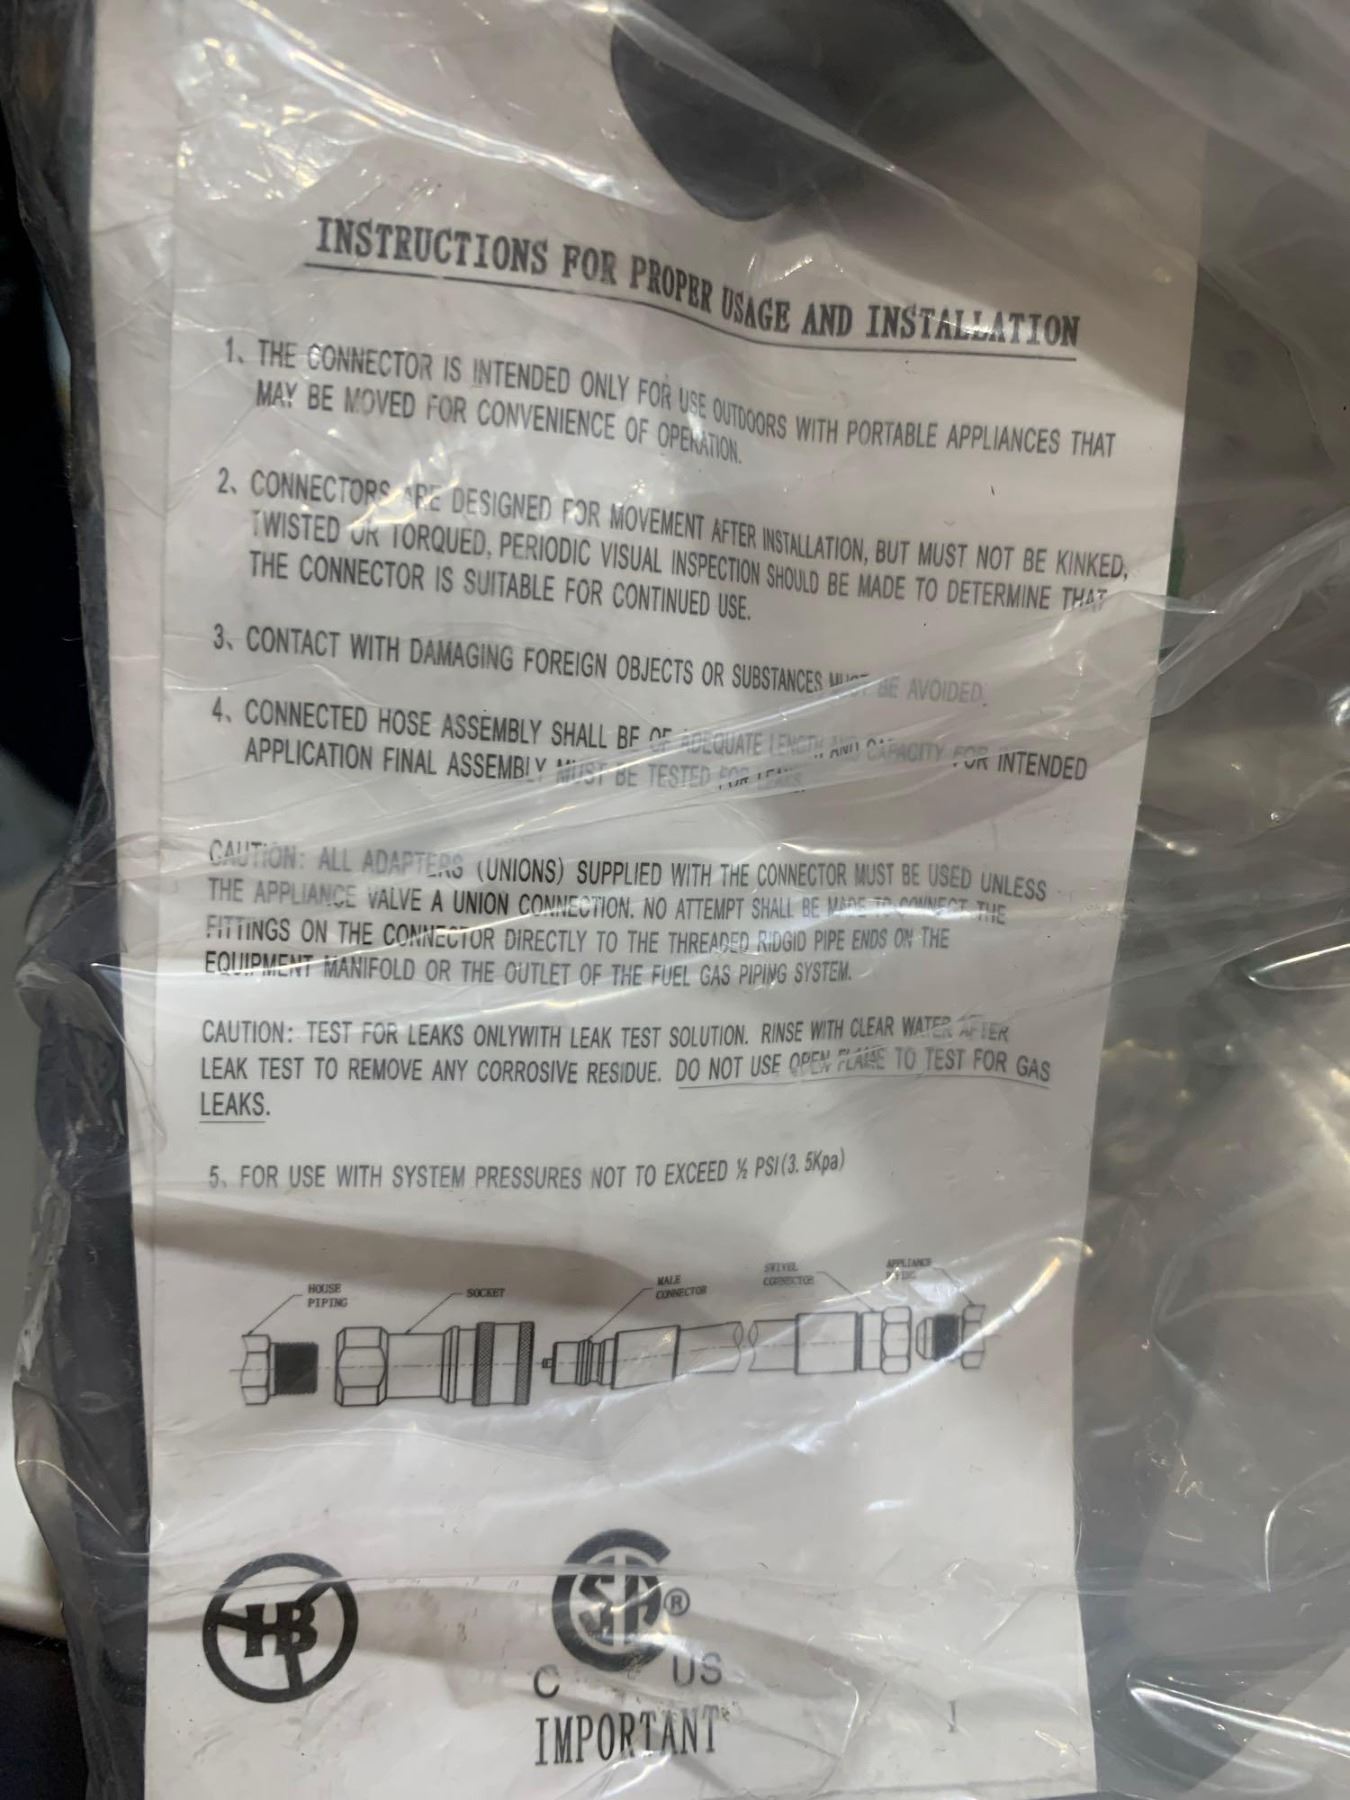 INSTRUCTIONS FOR PROPER USAGE AND INSTALLATION
1、THE CONNECTOR IS INTENDED ONLY FOR USE OUTDOORS WITH PORTABLE APPLIANCES THAT
MAY BE MOVED FOR CONVENIENCE OF OPERATION.
2、CONNECTORS ARE DESIGNED FOR MOVEMENT AFTER INSTALLATION, BUT MUST NOT BE KINKED,
TWISTED OR TORQUED, PERIODIC VISUAL INSPECTION SHOULD BE MADE TO DETERMINE THAT
THE CONNECTOR IS SUITABLE FOR CONTINUED USE.
3、CONTACT WITH DAMAGING FOREIGN OBJECTS OR SUBSTANCES MUST BE AVOIDED.
4、CONNECTED HOSE ASSEMBLY SHALL BE OF ADEQUATE LENGTH AND CAPACITY FOR INTENDED
APPLICATION FINAL ASSEMBLY MUST BE TESTED FOR LEAKS.
CAUTION: ALL ADAPTERS (UNIONS) SUPPLIED WITH THE CONNECTOR MUST BE USED UNLESS
THE APPLIANCE VALVE A UNION CONNECTION. NO ATTEMPT SHALL BE MADE TO CONNECT THE
FITTINGS ON THE CONNECTOR DIRECTLY TO THE THREADED RIDGID PIPE ENDS ON THE
EQUIPMENT MANIFOLD OR THE OUTLET OF THE FUEL GAS PIPING SYSTEM.
CAUTION: TEST FOR LEAKS ONLYWITH LEAK TEST SOLUTION. RINSE WITH CLEAR WATER AFTER
LEAK TEST TO REMOVE ANY CORROSIVE RESIDUE. DO NOT USE OPEN FLAME TO TEST FOR GAS
LEAKS.
5、FOR USE WITH SYSTEM PRESSURES NOT TO EXCEED ½ PSI(3.5Kpa)
HOUSE
PIPING
SOCKET
MALE
CONNECTOR
SWIVEL
CONNECTOR
APPLIANCE
HB
CSA®
C US
IMPORTANT